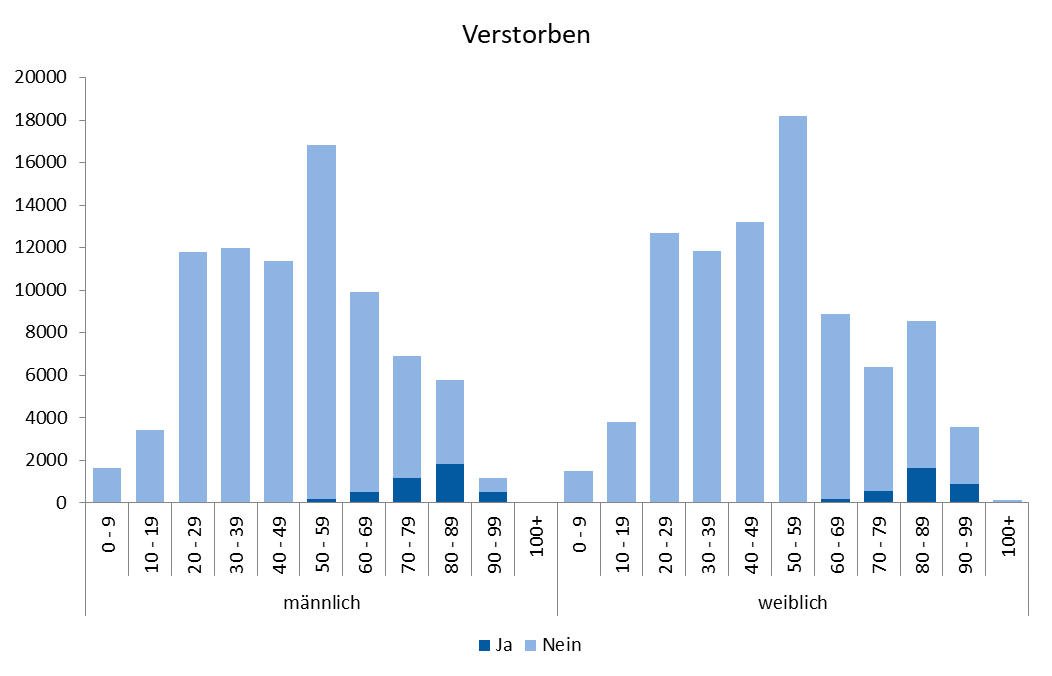 Verstorben
20000
18000
16000
14000
12000
10000
8000
6000
4000
2000
0
0 - 9
10 - 19
20 - 29
30 - 39
40 - 49
50 - 59
60 - 69
70 - 79
80 - 89
90 - 99
100+
0 - 9
10 - 19
20 - 29
30 - 39
40 - 49
50 - 59
60 - 69
70 - 79
80 - 89
90 - 99
100+
männlich weiblich
Ja Nein